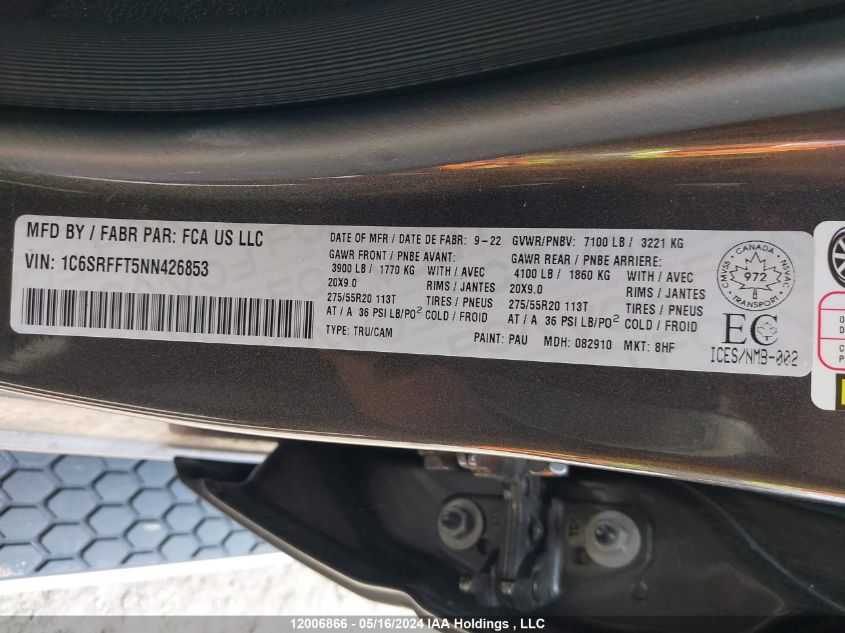 MFD BY / FABR PAR: FCA US LLC
VIN: 1C6SRFFT5NN426853
DATE OF MFR / DATE DE FABR: 9-22 GVWR/PNBV: 7100 LB / 3221 KG
GAWR FRONT / PNBE AVANT:
3900 LB / 1770 KG WITH / AVEC
20X9.0 RIMS / JANTES
275/55R20 113T TIRES / PNEUS
AT / A 36 PSI LB/PO2 COLD / FROID
TYPE: TRU/CAM
GAWR REAR / PNBE ARRIERE:
4100 LB / 1860 KG WITH / AVEC
20X9.0 RIMS / JANTES
275/55R20 113T TIRES / PNEUS
AT / A 36 PSI LB/PO2 COLD / FROID
PAINT: PAU MDH: 082910 MKT: 8HF
CANADA
CMVSS 972 NSVAC
TRANSPORT
EC
ICES/NMB-002
12006866 - 05/16/2024 IAA Holdings, LLC